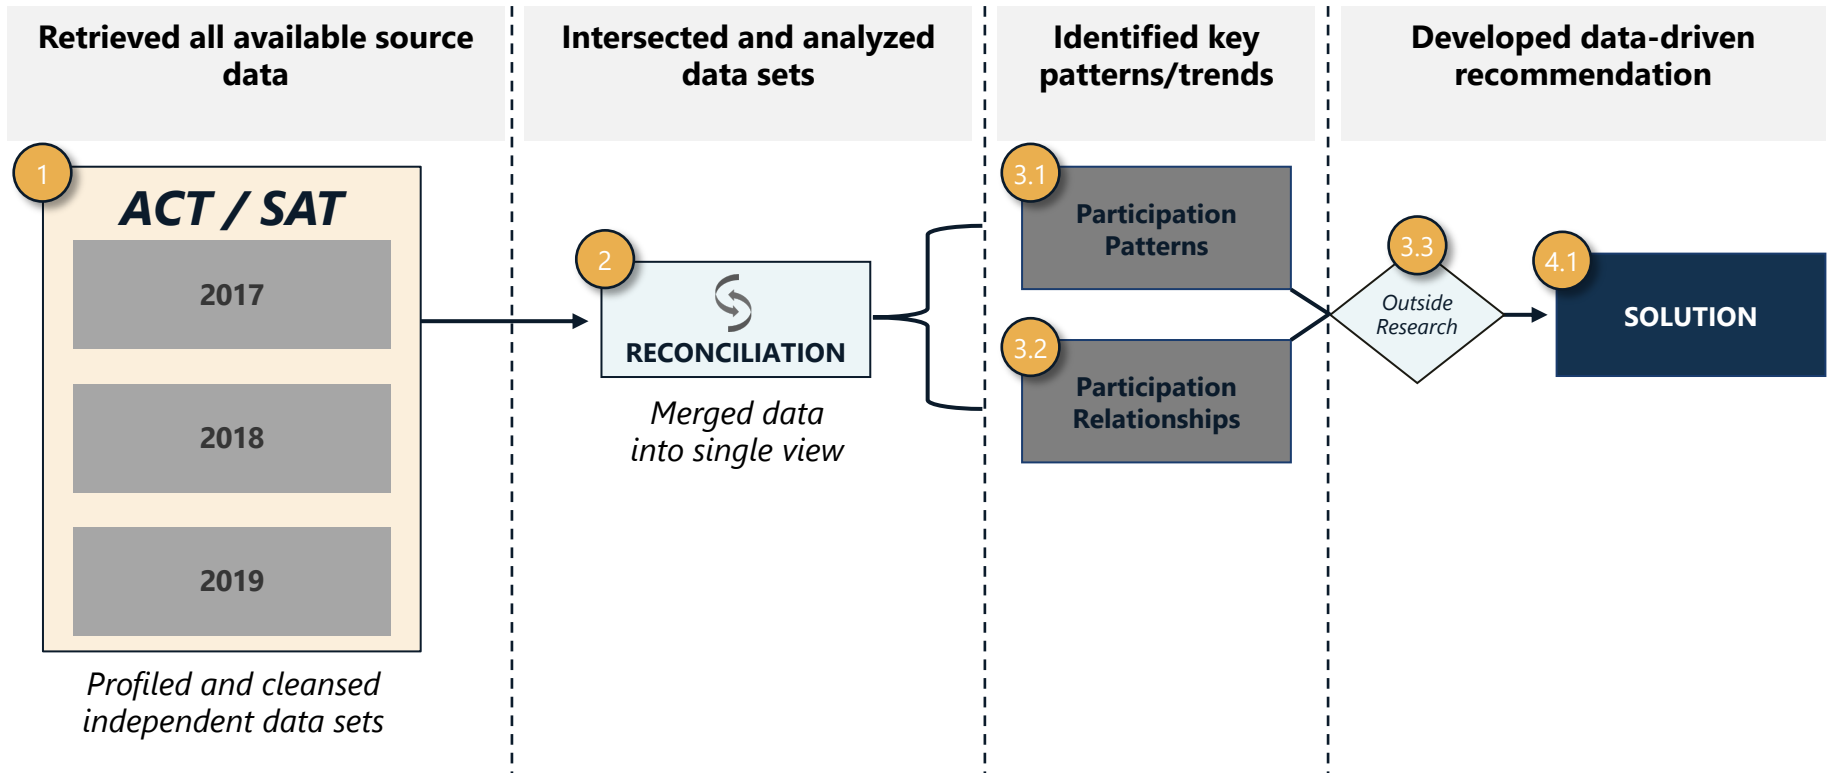 Retrieved all available source
data
Intersected and analyzed
data sets
Identified key
patterns/trends
Developed data-driven
recommendation
1
ACT / SAT
2017
2018
2019
Profiled and cleansed
independent data sets
2
RECONCILIATION
Merged data
into single view
3.1
Participation
Patterns
3.2
Participation
Relationships
3.3
Outside
Research
4.1
SOLUTION